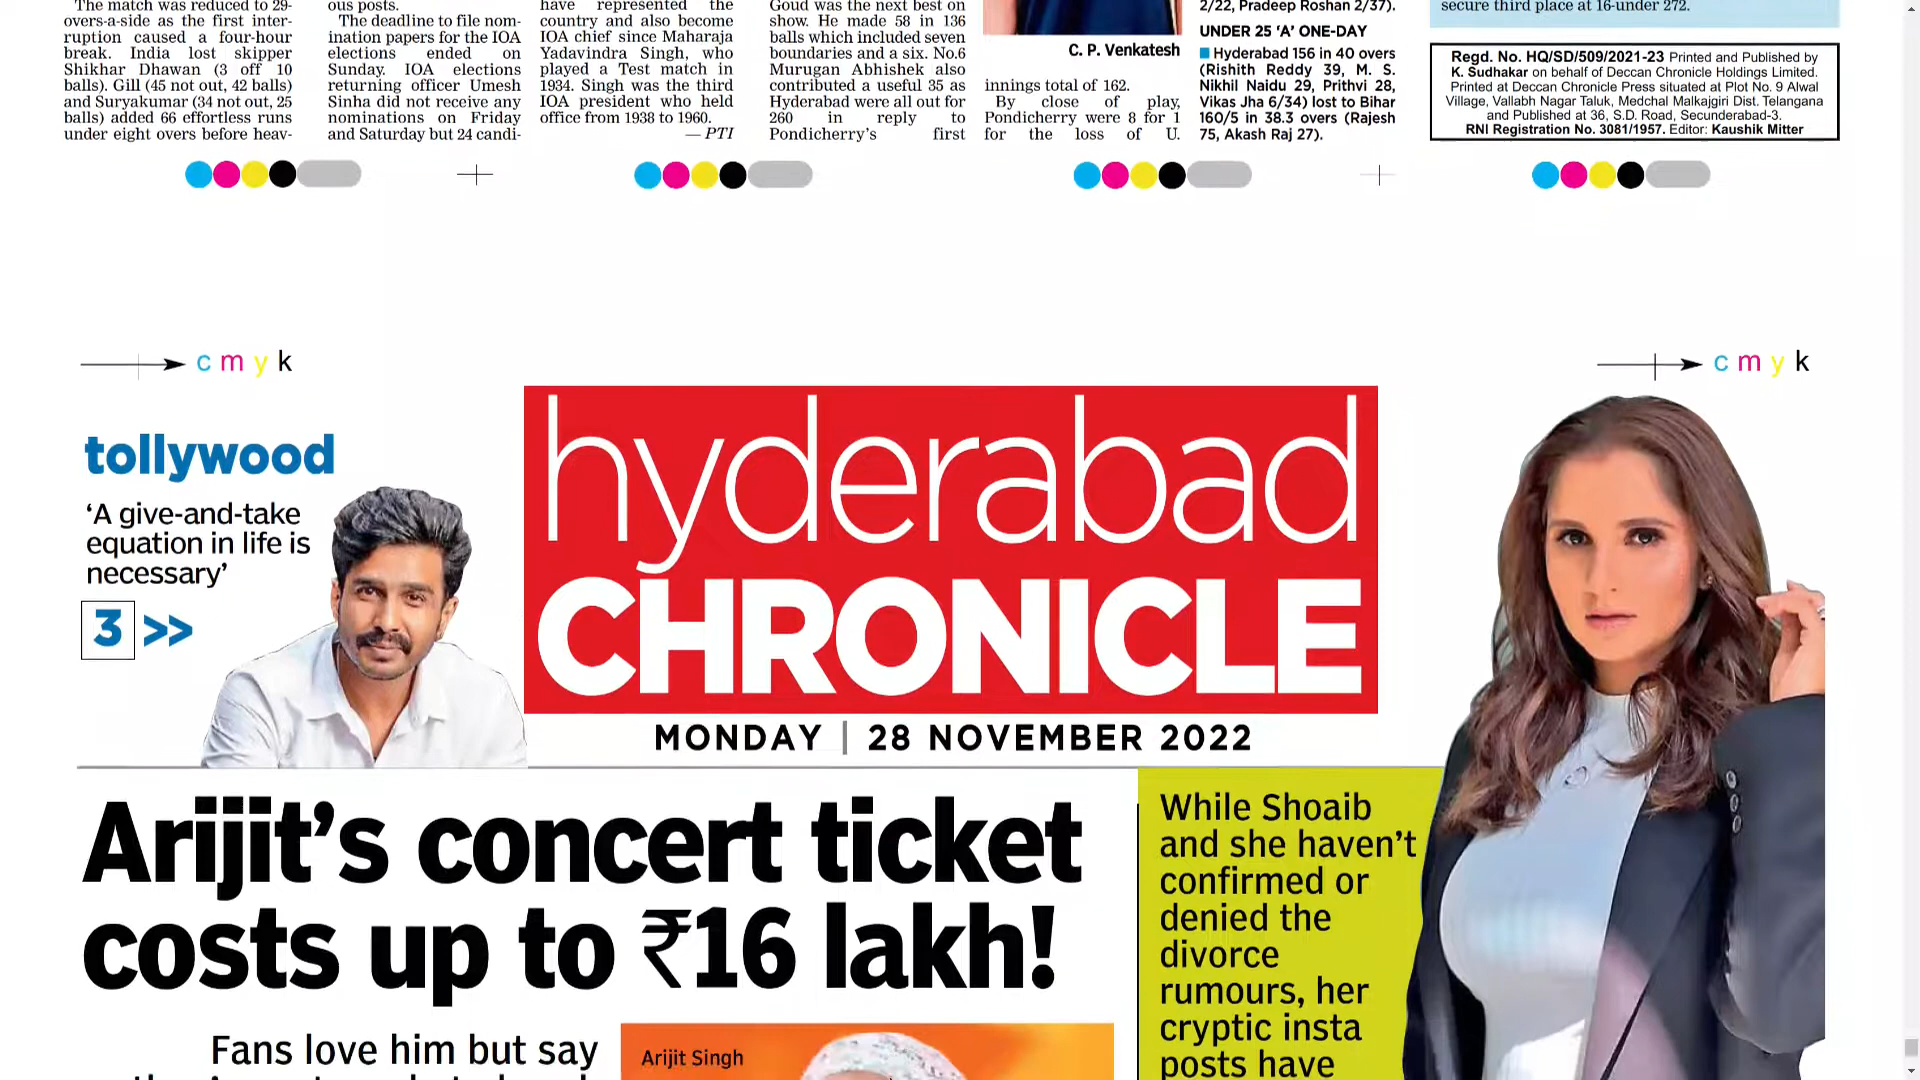 The match was reduced to 29-
overs-a-side as the first inter-
ruption caused a four-hour
break. India lost skipper
Shikhar Dhawan (3 off 10
balls). Gill (45 not out, 42 balls)
and Suryakumar (34 not out, 25
balls) added 66 effortless runs
under eight overs before heav-
ous posts.
The deadline to file nom-
ination papers for the IOA
elections ended on
Sunday. IOA elections
returning officer Umesh
Sinha did not receive any
nominations on Friday
and Saturday but 24 candi-
have represented the
country and also become
IOA chief since Maharaja
Yadavindra Singh, who
played a Test match in
1934. Singh was the third
IOA president who held
office from 1938 to 1960.
— PTI
Goud was the next best on
show. He made 58 in 136
balls which included seven
boundaries and a six. No.6
Murugan Abhishek also
contributed a useful 35 as
Hyderabad were all out for
260 in reply to
Pondicherry's first
C. P. Venkatesh
innings total of 162.
By close of play,
Pondicherry were 8 for 1
for the loss of U.
2/22, Pradeep Roshan 2/37).
UNDER 25 'A' ONE-DAY
Hyderabad 156 in 40 overs
(Rishith Reddy 39, M. S.
Nikhil Naidu 29, Prithvi 28,
Vikas Jha 6/34) lost to Bihar
160/5 in 38.3 overs (Rajesh
75, Akash Raj 27).
secure third place at 16-under 272.
Regd. No. HQ/SD/509/2021-23 Printed and Published by
K. Sudhakar on behalf of Deccan Chronicle Holdings Limited.
Printed at Deccan Chronicle Press situated at Plot No. 9 Alwal
Village, Vallabh Nagar Taluk, Medchal Malkajgiri Dist. Telangana
and Published at 36, S.D. Road, Secunderabad-3.
RNI Registration No. 3081/1957. Editor: Kaushik Mitter
c m y k
c m y k
tollywood
'A give-and-take
equation in life is
necessary'
3 >>
hyderabad
CHRONICLE
MONDAY | 28 NOVEMBER 2022
Arijit's concert ticket
costs up to ₹16 lakh!
Fans love him but say
Arijit Singh
While Shoaib
and she haven't
confirmed or
denied the
divorce
rumours, her
cryptic insta
posts have